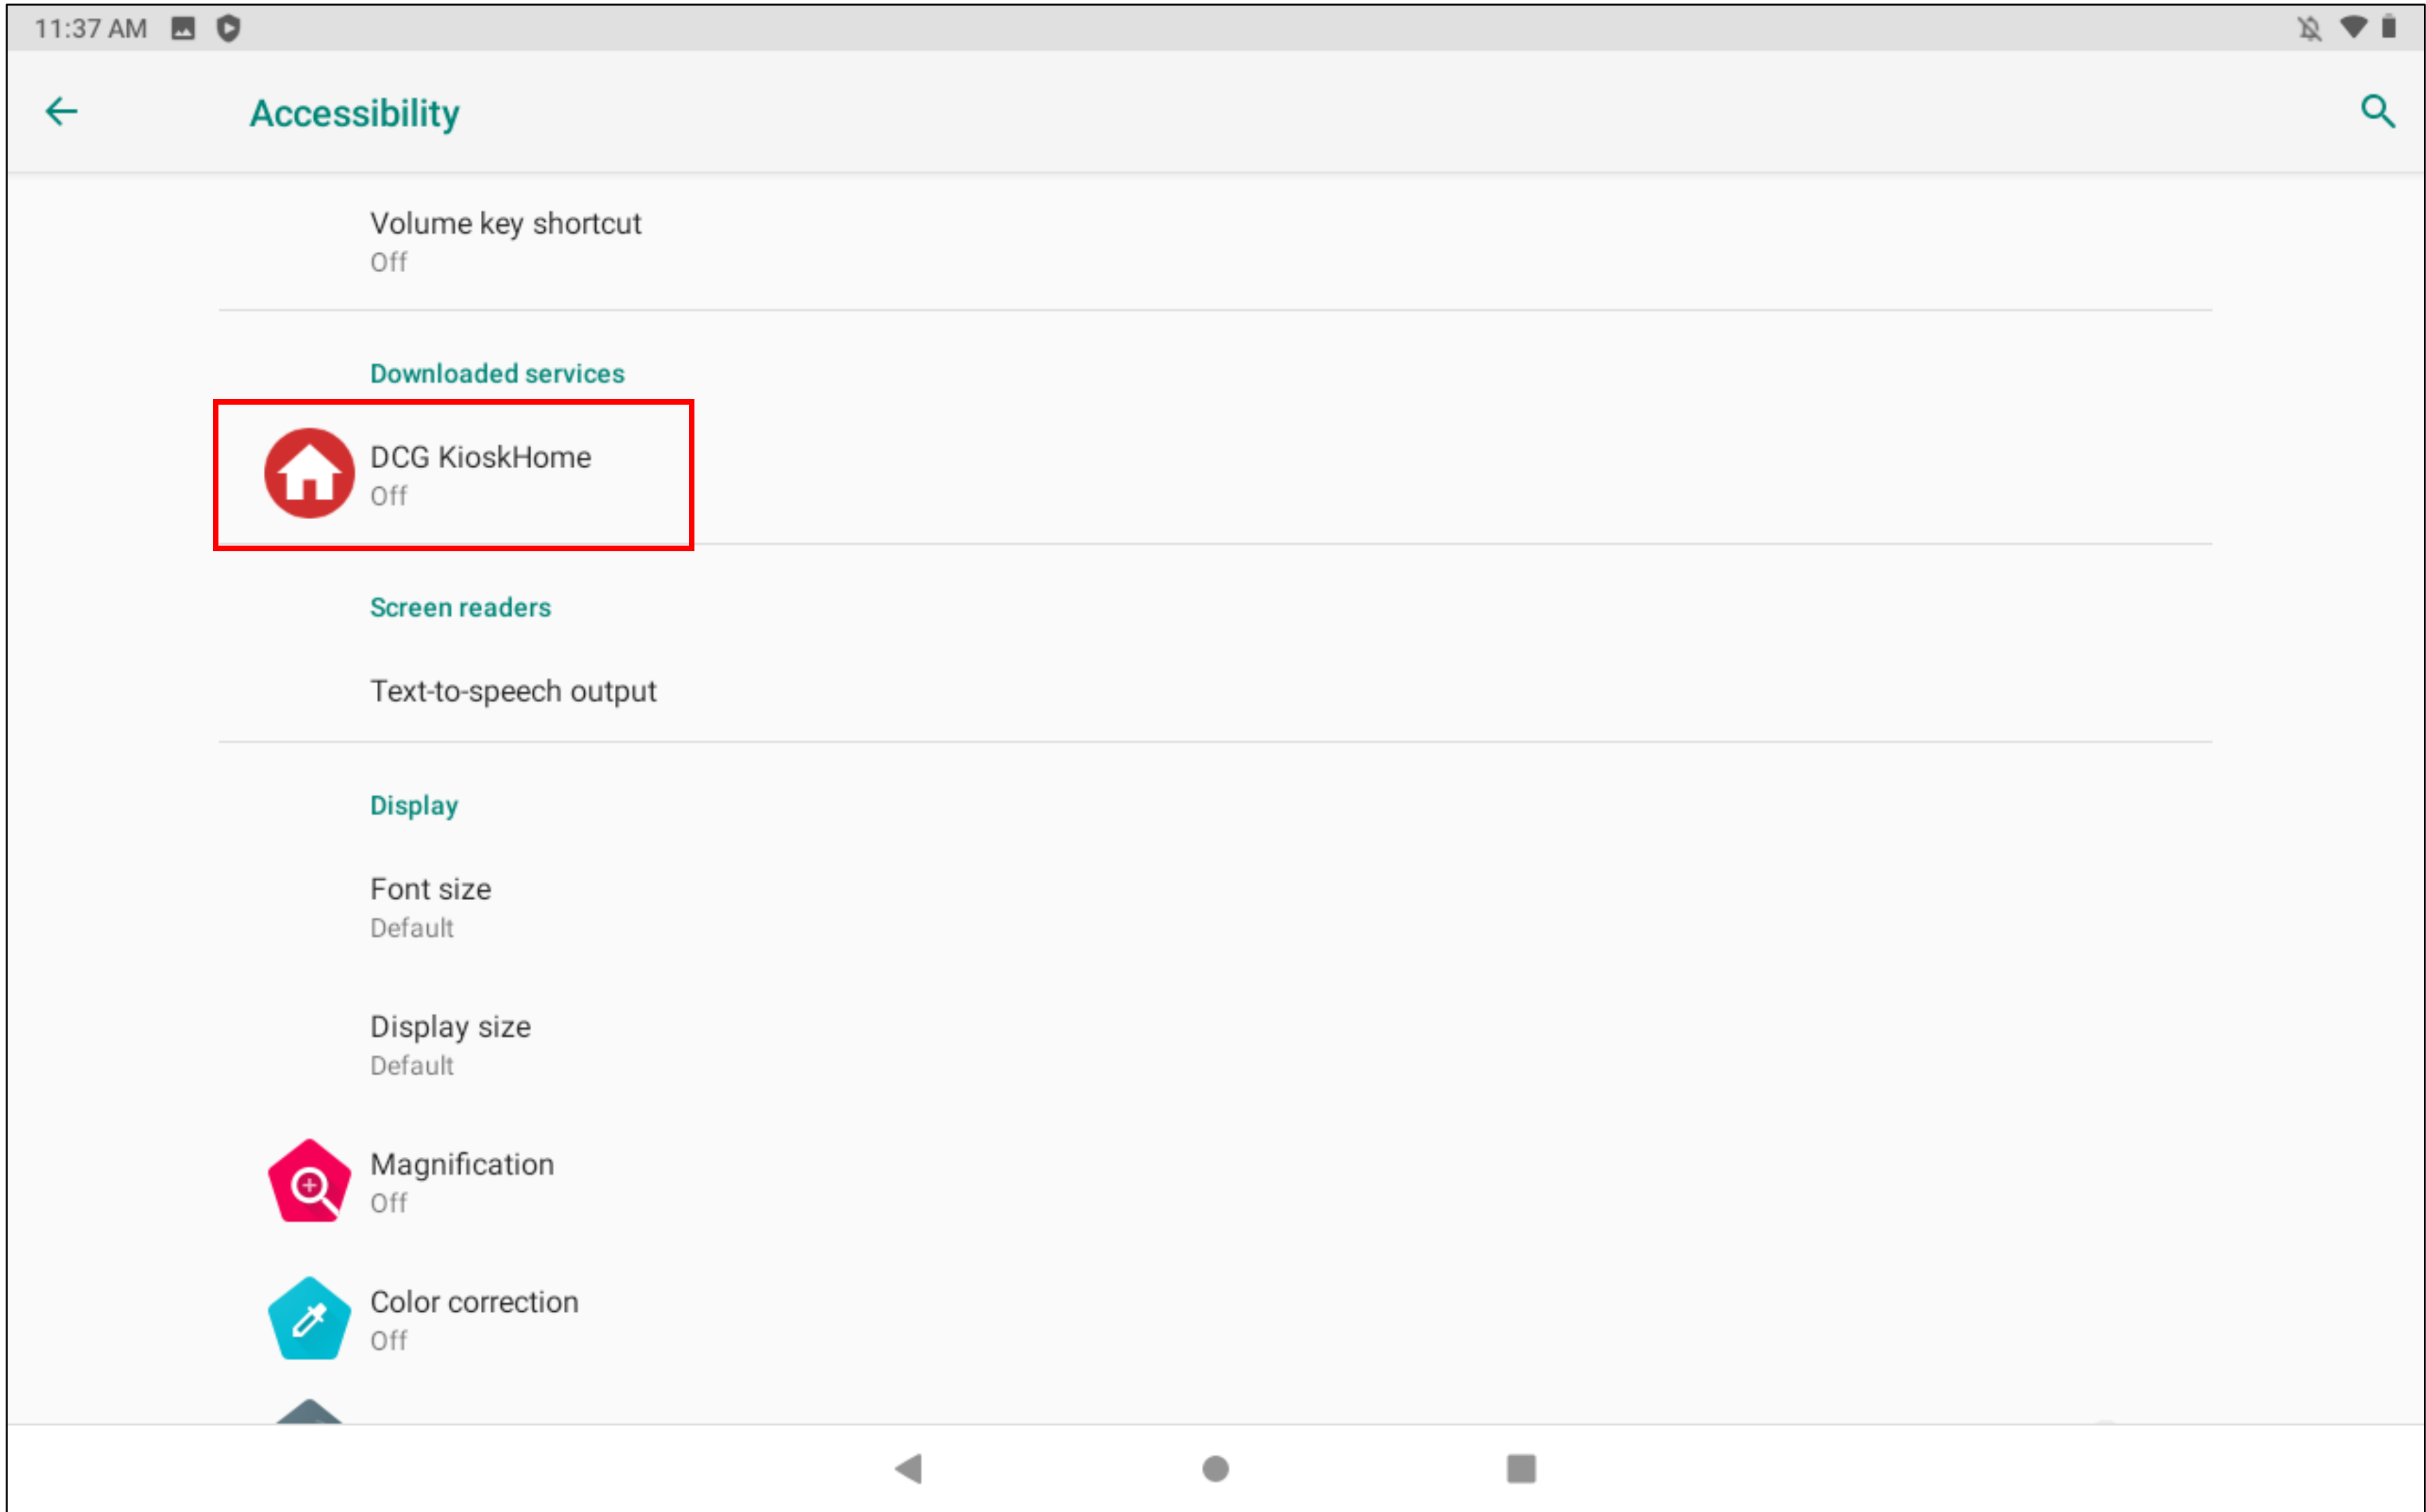 11:37 AM
Accessibility
Volume key shortcut
Off
Downloaded services
DCG KioskHome
Off
Screen readers
Text-to-speech output
Display
Font size
Default
Display size
Default
Magnification
Off
Color correction
Off